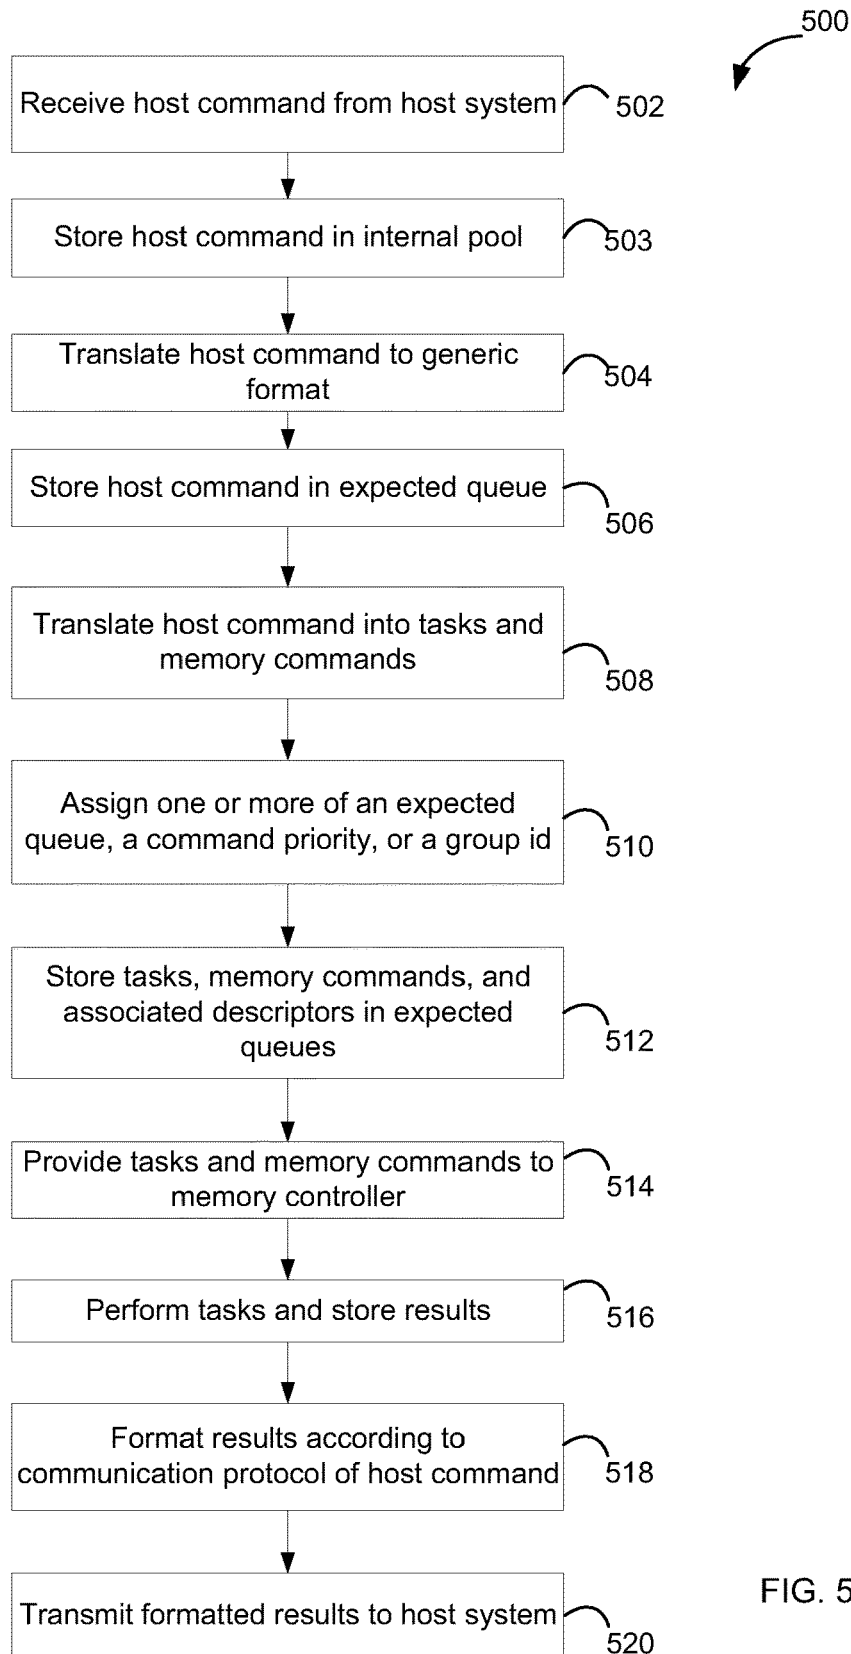 500
Receive host command from host system
502
Store host command in internal pool
503
Translate host command to generic
format
504
Store host command in expected queue
506
Translate host command into tasks and
memory commands
508
Assign one or more of an expected
queue, a command priority, or a group id
510
Store tasks, memory commands, and
associated descriptors in expected
queues
512
Provide tasks and memory commands to
memory controller
514
Perform tasks and store results
516
Format results according to
communication protocol of host command
518
Transmit formatted results to host system
520
FIG. 5